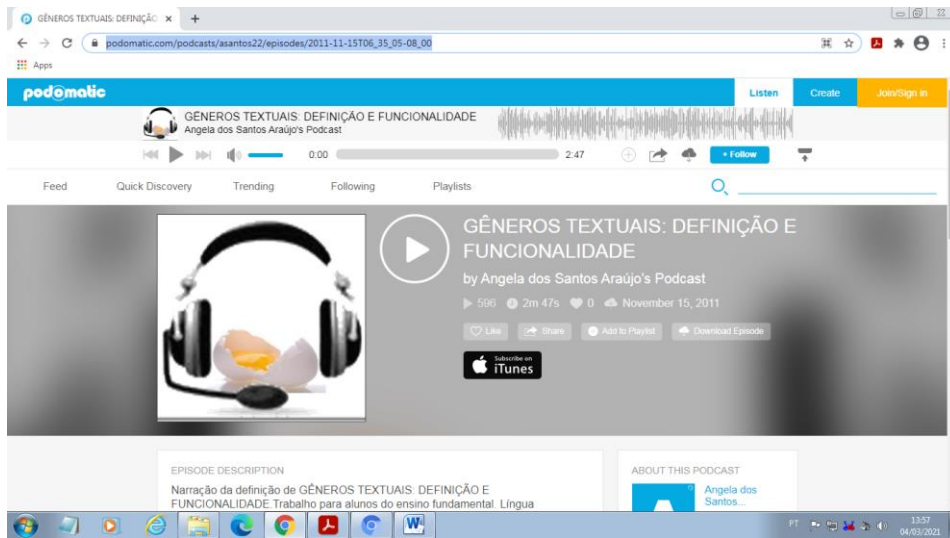 GÊNEROS TEXTUAIS: DEFINIÇÃO
podomatic.com/podcasts/asantos22/episodes/2011-11-15T06_35_05-08_00
Apps
podomatic
Listen
Create
Join/Sign in
GÊNEROS TEXTUAIS: DEFINIÇÃO E FUNCIONALIDADE
Angela dos Santos Araújo's Podcast
0:00
2:47
+ Follow
Feed
Quick Discovery
Trending
Following
Playlists
GÊNEROS TEXTUAIS: DEFINIÇÃO E
FUNCIONALIDADE
by Angela dos Santos Araújo's Podcast
596
2m 47s
0
November 15, 2011
Like
Share
Add to Playlist
Download Episode
Subscribe on
iTunes
EPISODE DESCRIPTION
Narração da definição de GÊNEROS TEXTUAIS: DEFINIÇÃO E
FUNCIONALIDADE.Trabalho para alunos do ensino fundamental. Língua
ABOUT THIS PODCAST
Angela dos
Santos...
PT
13:57
04/03/2021